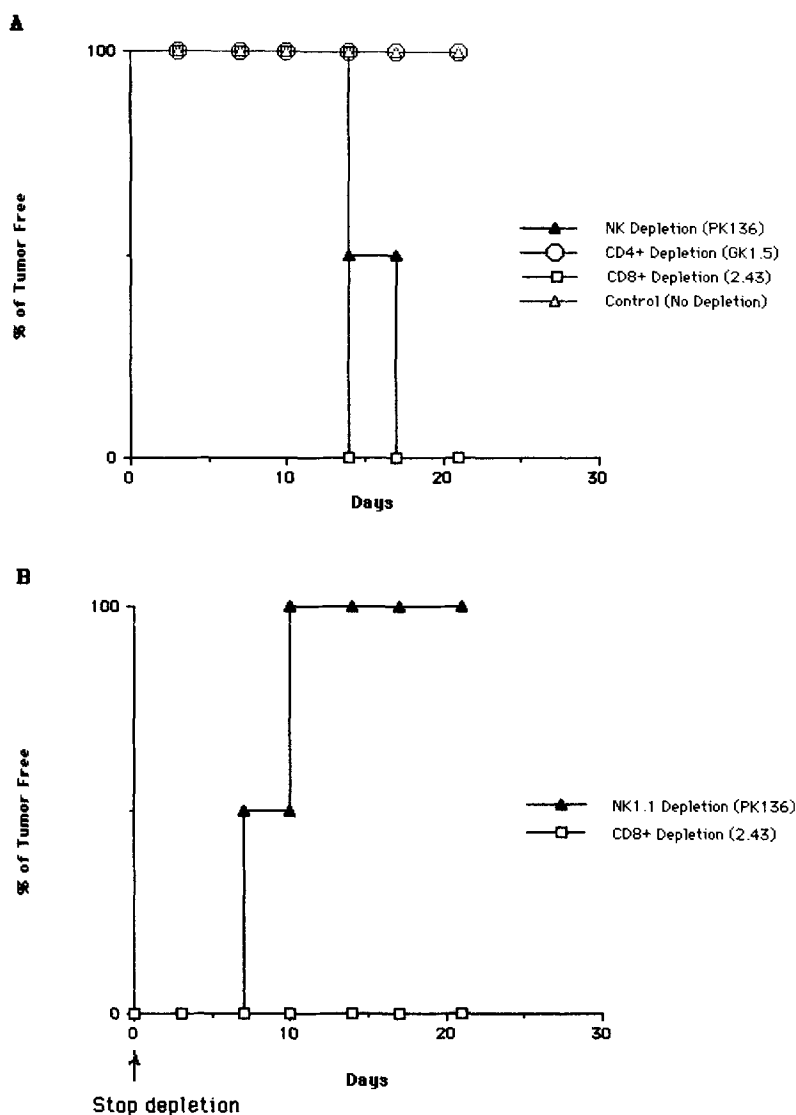 A
100
0
0
10
20
30
% of Tumor Free
Days
NK Depletion (PK136)
CD4+ Depletion (GK1.5)
CD8+ Depletion (2.43)
Control (No Depletion)
B
100
0
0
10
20
30
% of Tumor Free
Days
NK1.1 Depletion (PK136)
CD8+ Depletion (2.43)
Stop depletion